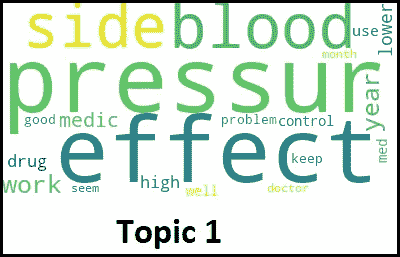 side blood use lower
month
pressur year
good medic problem control
effect med
drug keep
work seem high well doctor
Topic 1